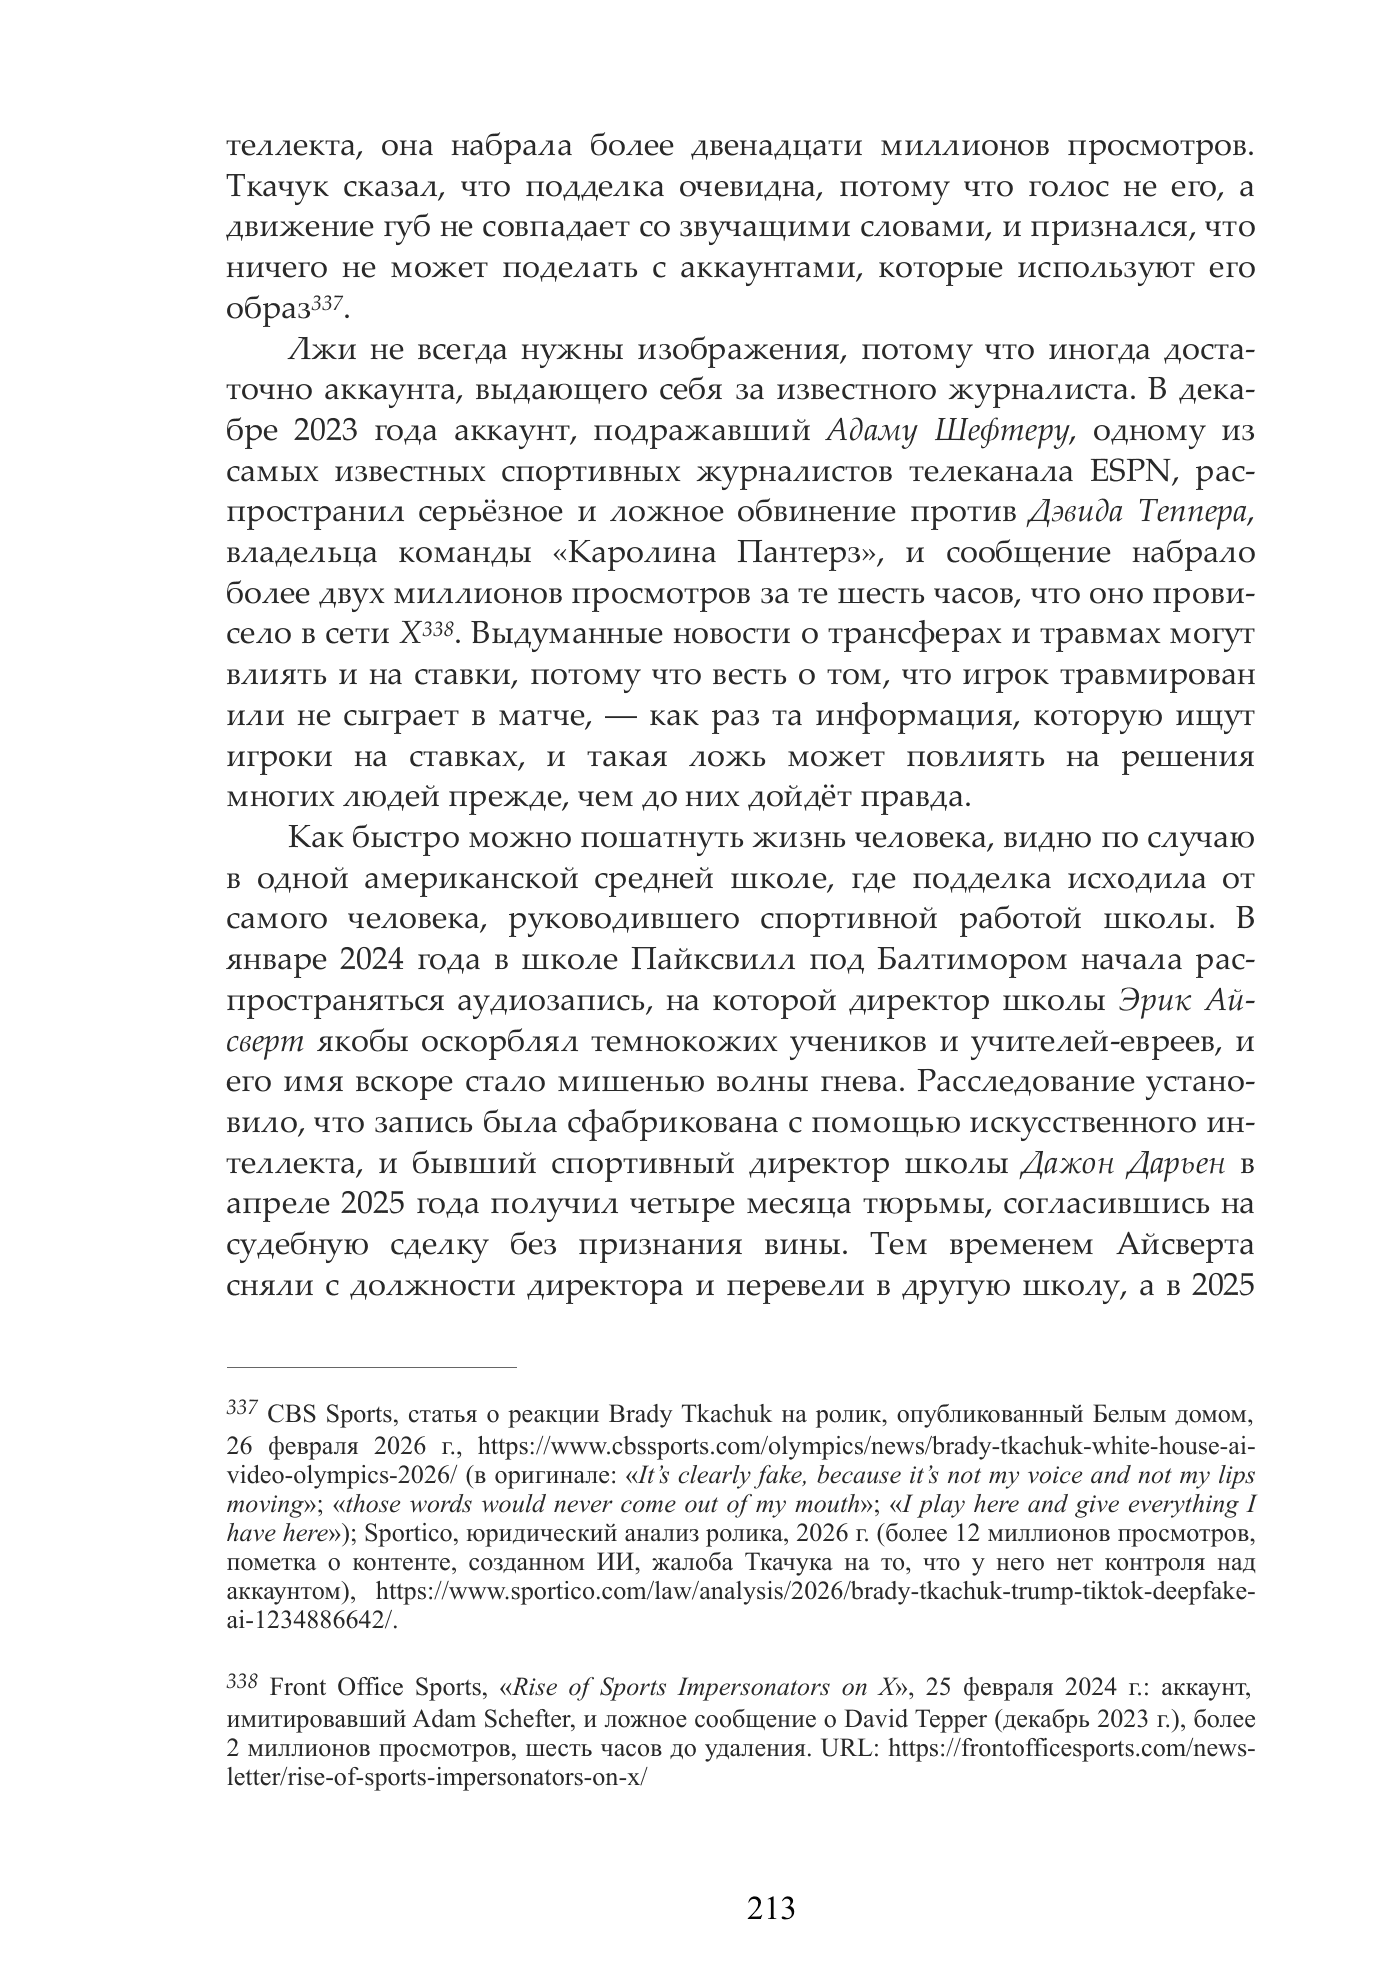 теллекта, она набрала более двенадцати миллионов просмотров.
Ткачук сказал, что подделка очевидна, потому что голос не его, а
движение губ не совпадает со звучащими словами, и признался, что
ничего не может поделать с аккаунтами, которые используют его
образ337.
Лжи не всегда нужны изображения, потому что иногда доста-
точно аккаунта, выдающего себя за известного журналиста. В дека-
бре 2023 года аккаунт, подражавший Адаму Шефтеру, одному из
самых известных спортивных журналистов телеканала ESPN, рас-
пространил серьёзное и ложное обвинение против Дэвида Теппера,
владельца команды «Каролина Пантерз», и сообщение набрало
более двух миллионов просмотров за те шесть часов, что оно прови-
село в сети X338. Выдуманные новости о трансферах и травмах могут
влиять и на ставки, потому что весть о том, что игрок травмирован
или не сыграет в матче, — как раз та информация, которую ищут
игроки на ставках, и такая ложь может повлиять на решения
многих людей прежде, чем до них дойдёт правда.
Как быстро можно пошатнуть жизнь человека, видно по случаю
в одной американской средней школе, где подделка исходила от
самого человека, руководившего спортивной работой школы. В
январе 2024 года в школе Пайксвилл под Балтимором начала рас-
пространяться аудиозапись, на которой директор школы Эрик Ай-
сверт якобы оскорблял темнокожих учеников и учителей-евреев, и
его имя вскоре стало мишенью волны гнева. Расследование устано-
вило, что запись была сфабрикована с помощью искусственного ин-
теллекта, и бывший спортивный директор школы Дажон Дарьен в
апреле 2025 года получил четыре месяца тюрьмы, согласившись на
судебную сделку без признания вины. Тем временем Айсверта
сняли с должности директора и перевели в другую школу, а в 2025
337 CBS Sports, статья о реакции Brady Tkachuk на ролик, опубликованный Белым домом,
26 февраля 2026 г., https://www.cbssports.com/olympics/news/brady-tkachuk-white-house-ai-
video-olympics-2026/ (в оригинале: «It’s clearly fake, because it’s not my voice and not my lips
moving»; «those words would never come out of my mouth»; «I play here and give everything I
have here»); Sportico, юридический анализ ролика, 2026 г. (более 12 миллионов просмотров,
пометка о контенте, созданном ИИ, жалоба Ткачука на то, что у него нет контроля над
аккаунтом), https://www.sportico.com/law/analysis/2026/brady-tkachuk-trump-tiktok-deepfake-
ai-1234886642/.
338 Front Office Sports, «Rise of Sports Impersonators on X», 25 февраля 2024 г.: аккаунт,
имитировавший Adam Schefter, и ложное сообщение о David Tepper (декабрь 2023 г.), более
2 миллионов просмотров, шесть часов до удаления. URL: https://frontofficesports.com/news-
letter/rise-of-sports-impersonators-on-x/
213